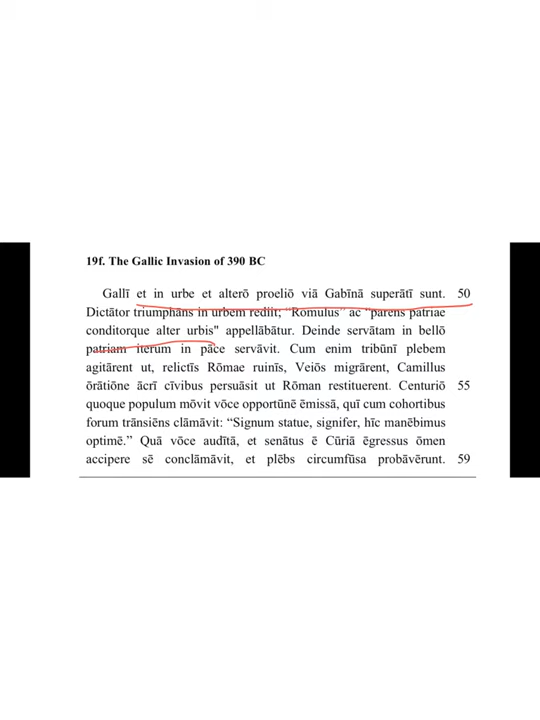 19f. The Gallic Invasion of 390 BC
Gallī et in urbe et alterō proeliō viā Gabīnā superātī sunt. 50
Dictātor triumphāns in urbem rediit; “Rōmulus” ac “parēns patriae
conditorque alter urbis" appellābātur. Deinde servātam in bellō
patriam iterum in pāce servāvit. Cum enim tribūnī plebem
agitārent ut, relictīs Rōmae ruinīs, Veiōs migrārent, Camillus
ōrātiōne ācrī cīvibus persuāsit ut Rōman restituerent. Centuriō 55
quoque populum mōvit vōce opportūnē ēmissā, quī cum cohortibus
forum trānsiēns clāmāvit: “Signum statue, signifer, hīc manēbimus
optimē.” Quā vōce audītā, et senātus ē Cūriā ēgressus ōmen
accipere sē conclāmāvit, et plēbs circumfūsa probāvērunt. 59